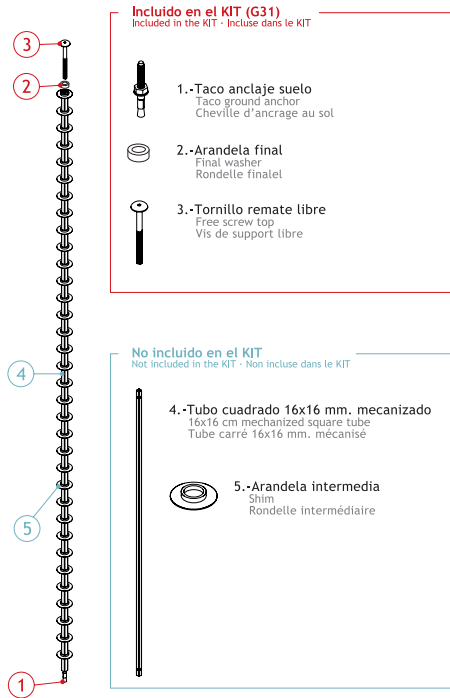 Incluido en el KIT (G31)
Included in the KIT - Incluse dans le KIT
3
2
1.-Taco anclaje suelo
Taco ground anchor
Cheville d'ancrage au sol
2.-Arandela final
Final washer
Rondelle finalel
3.-Tornillo remate libre
Free screw top
Vis de support libre
No incluido en el KIT
Not included in the KIT - Non incluse dans le KIT
4
4.-Tubo cuadrado 16x16 mm. mecanizado
16x16 cm mechanized square tube
Tube carré 16x16 mm. mécanisé
5.-Arandela intermedia
Shim
Rondelle intermédiaire
5
1